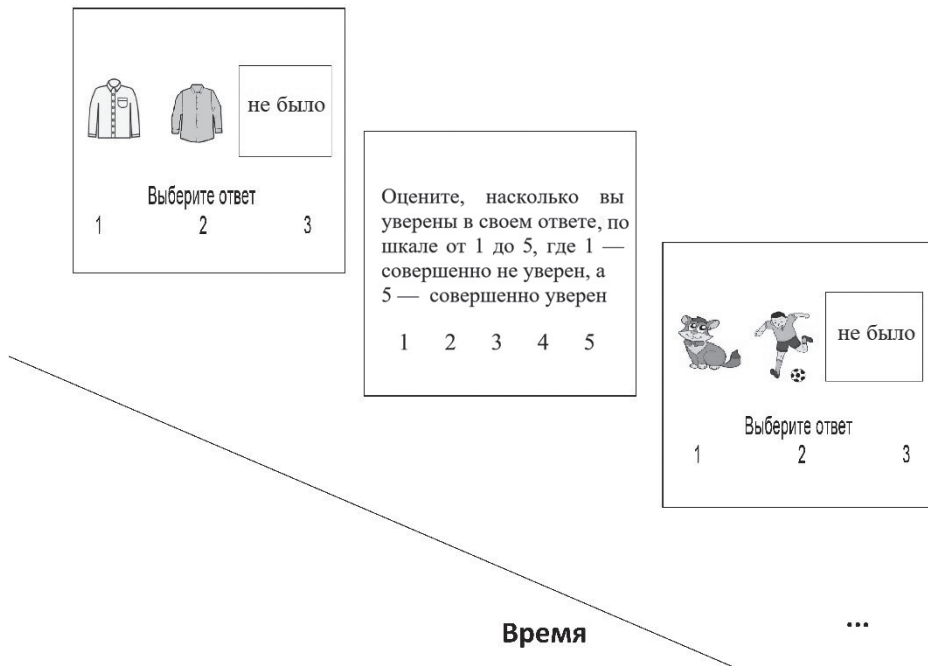 не было
Выберите ответ
1 2 3
Оцените, насколько вы
уверены в своем ответе, по
шкале от 1 до 5, где 1 —
совершенно не уверен, а
5 — совершенно уверен
1 2 3 4 5
не было
Выберите ответ
1 2 3
Время
...